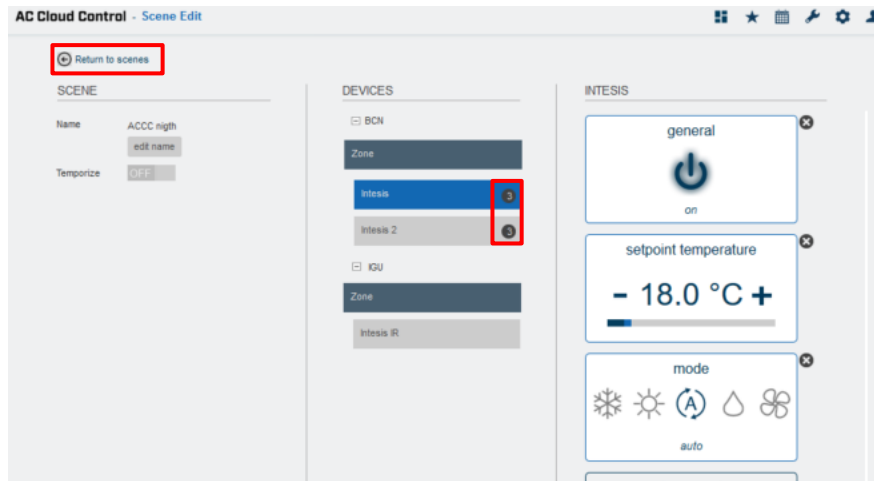 AC Cloud Control - Scene Edit
Return to scenes
SCENE
Name ACCC nigth
edit name
Temporize OFF
DEVICES
BCN
Zone
Intesis 3
Intesis 2 3
IGU
Zone
Intesis IR
INTESIS
general
on
setpoint temperature
- 18.0 °C +
mode
A
auto